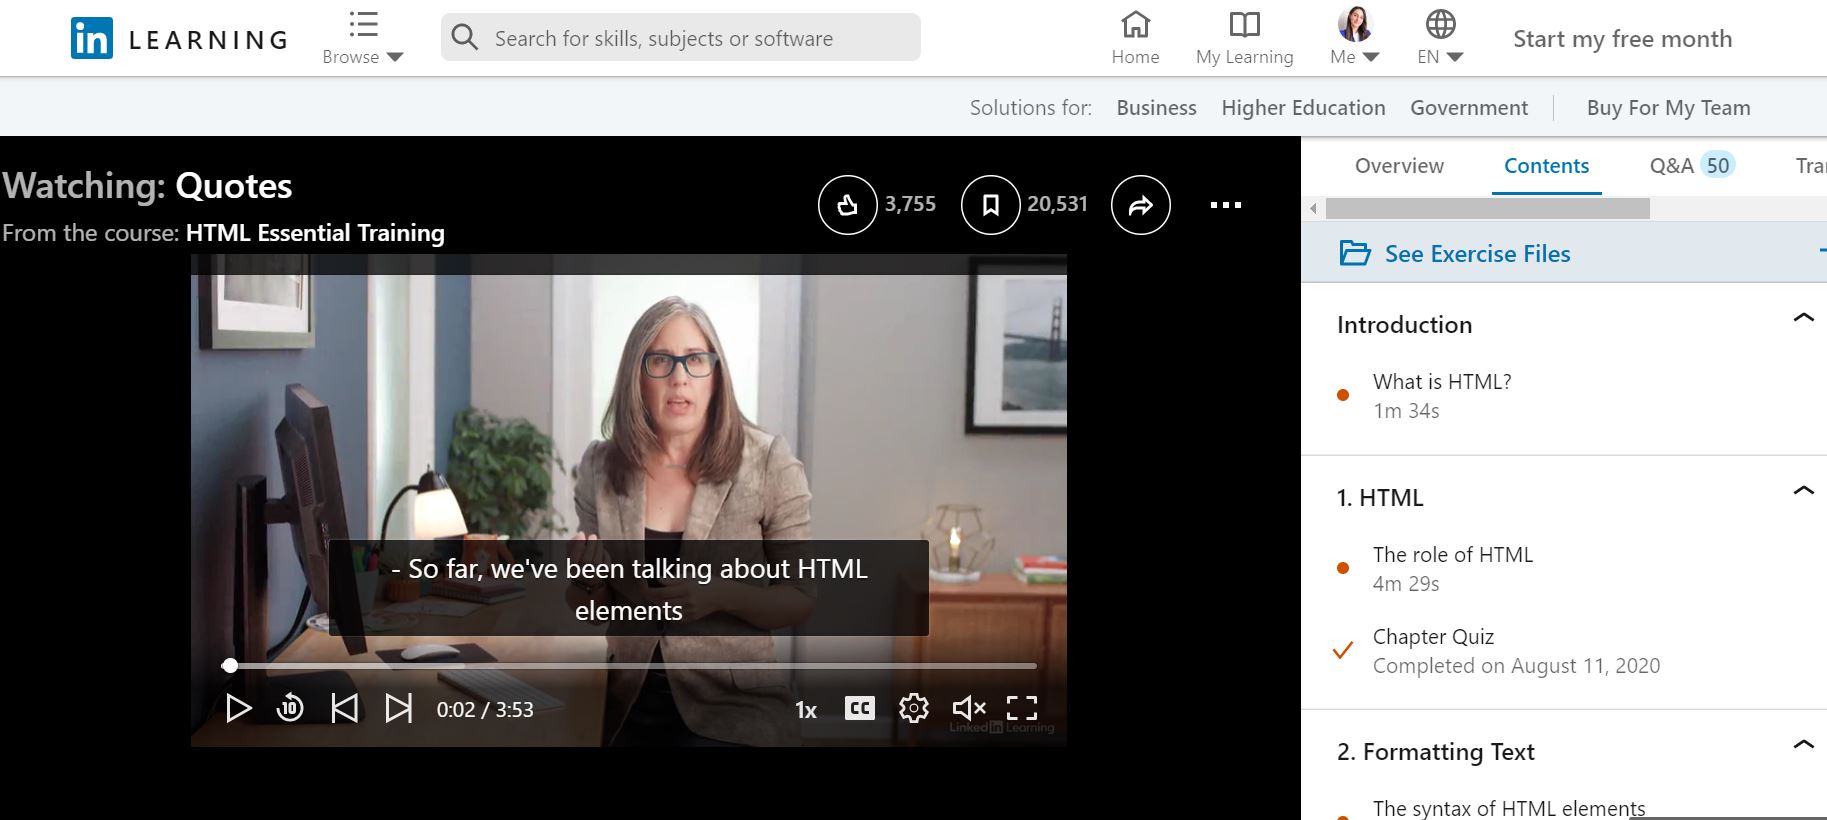 in LEARNING
Browse
Search for skills, subjects or software
Home
My Learning
Me
EN
Start my free month
Solutions for:
Business
Higher Education
Government
Buy For My Team
Watching: Quotes
From the course: HTML Essential Training
3,755
20,531
- So far, we've been talking about HTML
elements
10
0:02 / 3:53
1x
CC
Linked in Learning
Overview
Contents
Q&A 50
Tra
See Exercise Files
Introduction
What is HTML?
1m 34s
1. HTML
The role of HTML
4m 29s
Chapter Quiz
Completed on August 11, 2020
2. Formatting Text
The syntax of HTML elements